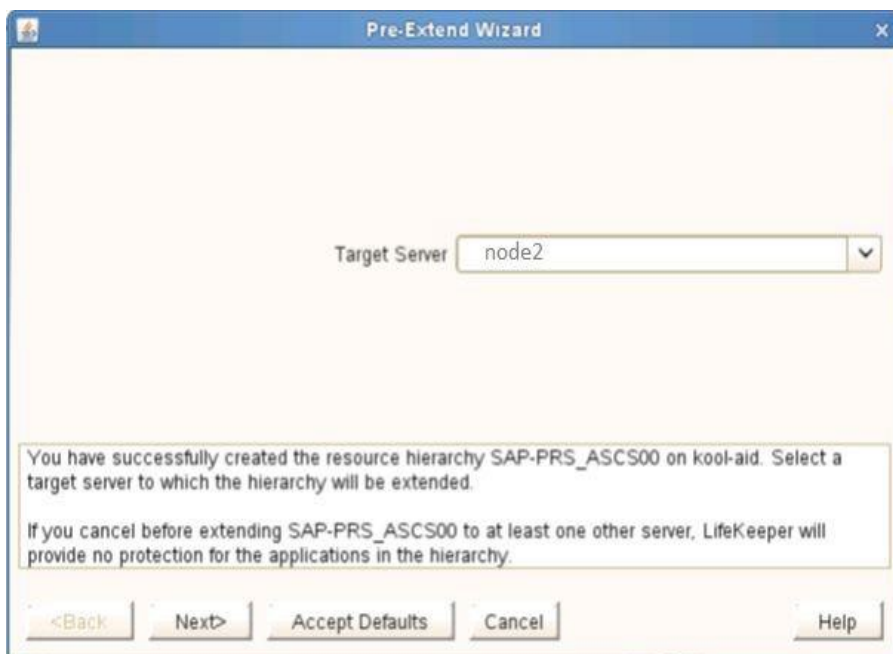 Pre-Extend Wizard
Target Server node2
You have successfully created the resource hierarchy SAP-PRS_ASCS00 on kool-aid. Select a
target server to which the hierarchy will be extended.
If you cancel before extending SAP-PRS_ASCS00 to at least one other server, LifeKeeper will
provide no protection for the applications in the hierarchy.
<Back Next> Accept Defaults Cancel Help